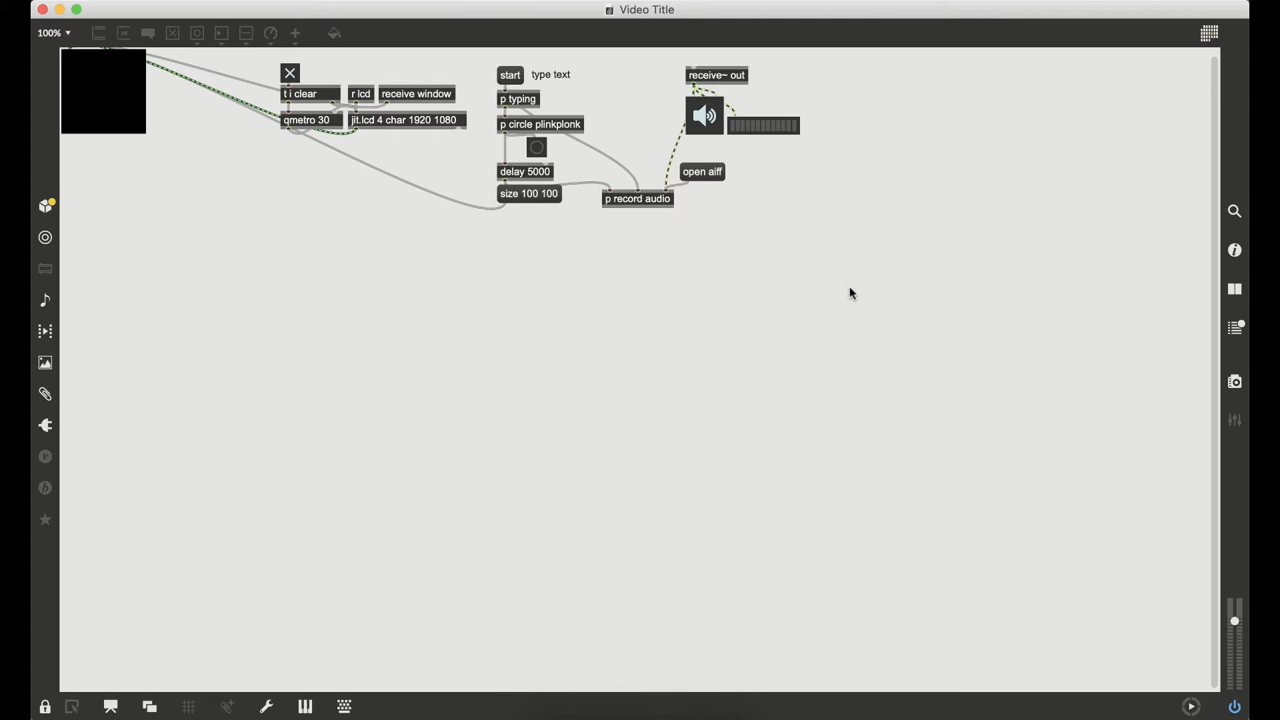 Video Title
100%
start type text receive~ out
t i clear r lcd receive window p typing
qmetro 30 jit.lcd 4 char 1920 1080 p circle plinkplonk
delay 5000 open aiff
size 100 100 p record audio